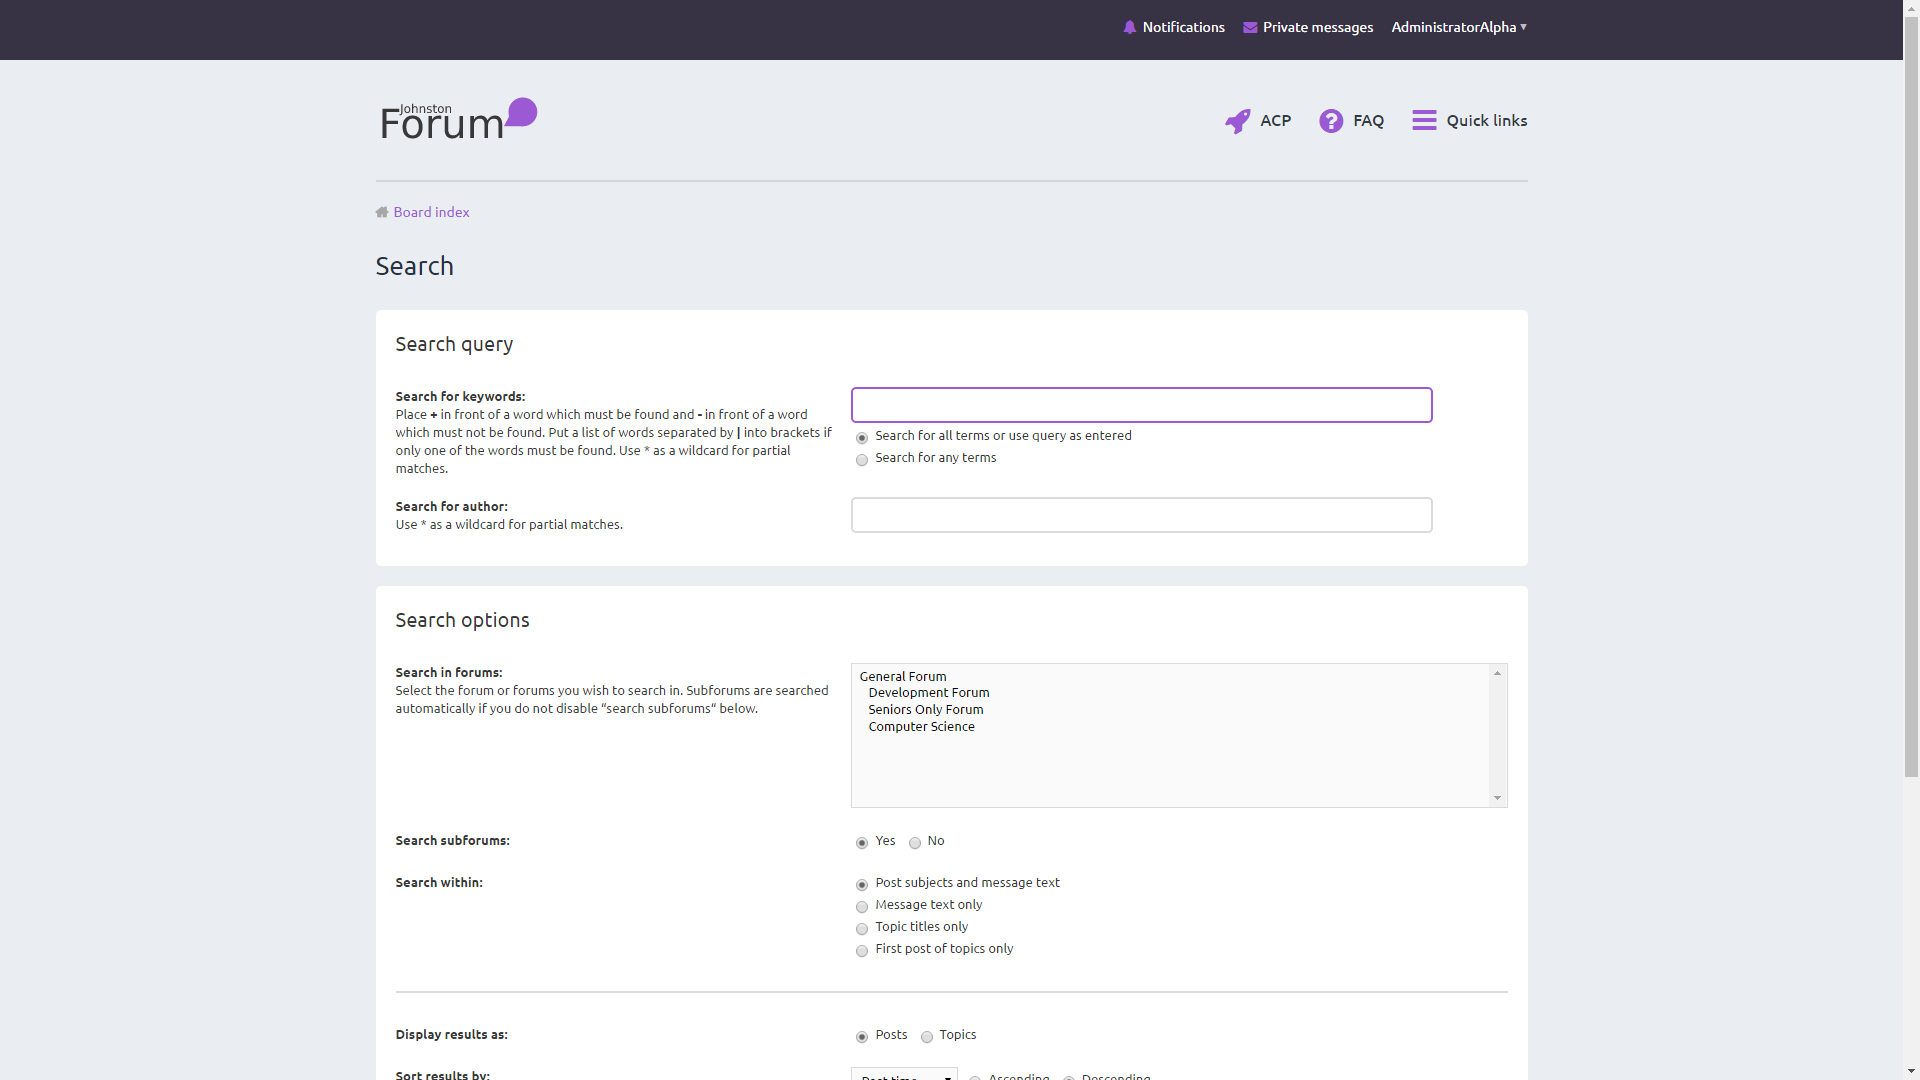 Notifications Private messages AdministratorAlpha
Johnston
Forum
ACP FAQ Quick links
Board index
Search
Search query
Search for keywords:
Place + in front of a word which must be found and - in front of a word
which must not be found. Put a list of words separated by | into brackets if
only one of the words must be found. Use * as a wildcard for partial
matches.
Search for all terms or use query as entered
Search for any terms
Search for author:
Use * as a wildcard for partial matches.
Search options
Search in forums:
Select the forum or forums you wish to search in. Subforums are searched
automatically if you do not disable “search subforums“ below.
General Forum
Development Forum
Seniors Only Forum
Computer Science
Search subforums:
Yes No
Search within:
Post subjects and message text
Message text only
Topic titles only
First post of topics only
Display results as:
Posts Topics
Sort results by:
Post time Ascending Descending